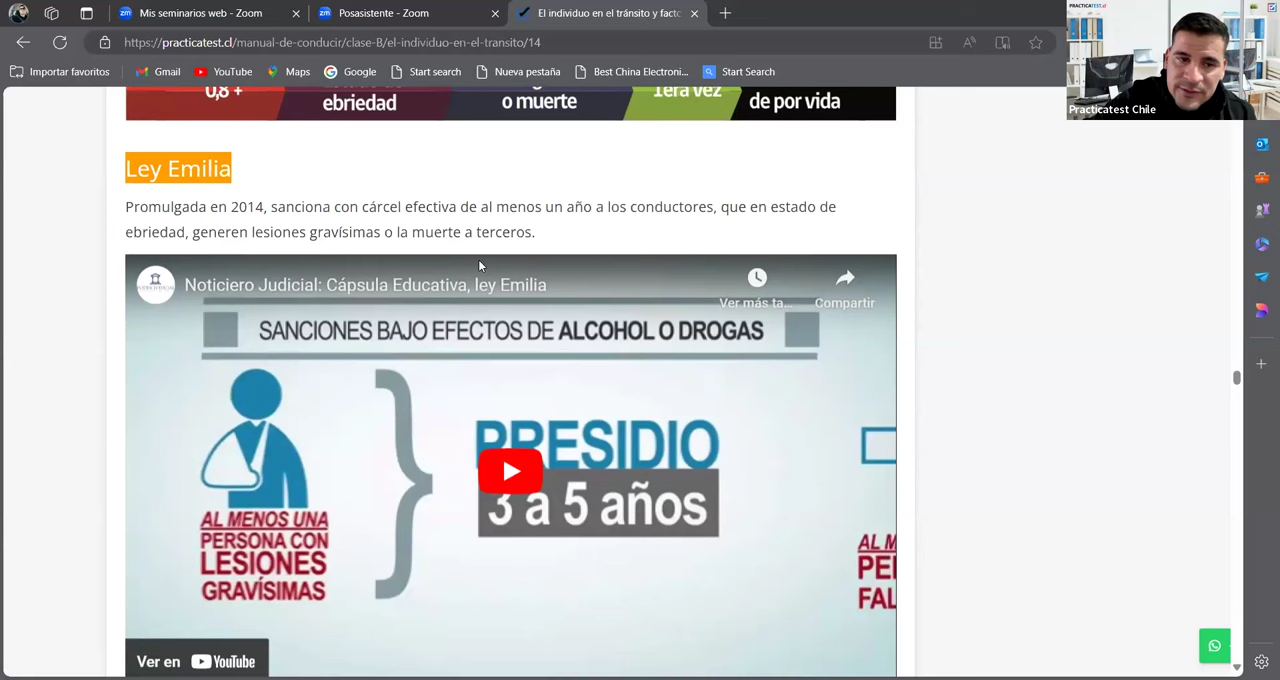 Mis seminarios web - Zoom
Posasistente - Zoom
El individuo en el tránsito y facto
https://practicatest.cl/manual-de-conducir/clase-B/el-individuo-en-el-transito/14
Importar favoritos
Gmail
YouTube
Maps
Google
Start search
Nueva pestaña
Best China Electroni...
Start Search
PRACTICATEST.cl
Practicatest Chile
0,8 +
ebriedad
o muerte
1era vez
de por vida
Ley Emilia
Promulgada en 2014, sanciona con cárcel efectiva de al menos un año a los conductores, que en estado de
ebriedad, generen lesiones gravísimas o la muerte a terceros.
Noticiero Judicial: Cápsula Educativa, ley Emilia
Ver más ta...
Compartir
SANCIONES BAJO EFECTOS DE ALCOHOL O DROGAS
PRESIDIO
3 a 5 años
AL MENOS UNA
PERSONA CON
LESIONES
GRAVÍSIMAS
AL M
PE
FAL
Ver en YouTube